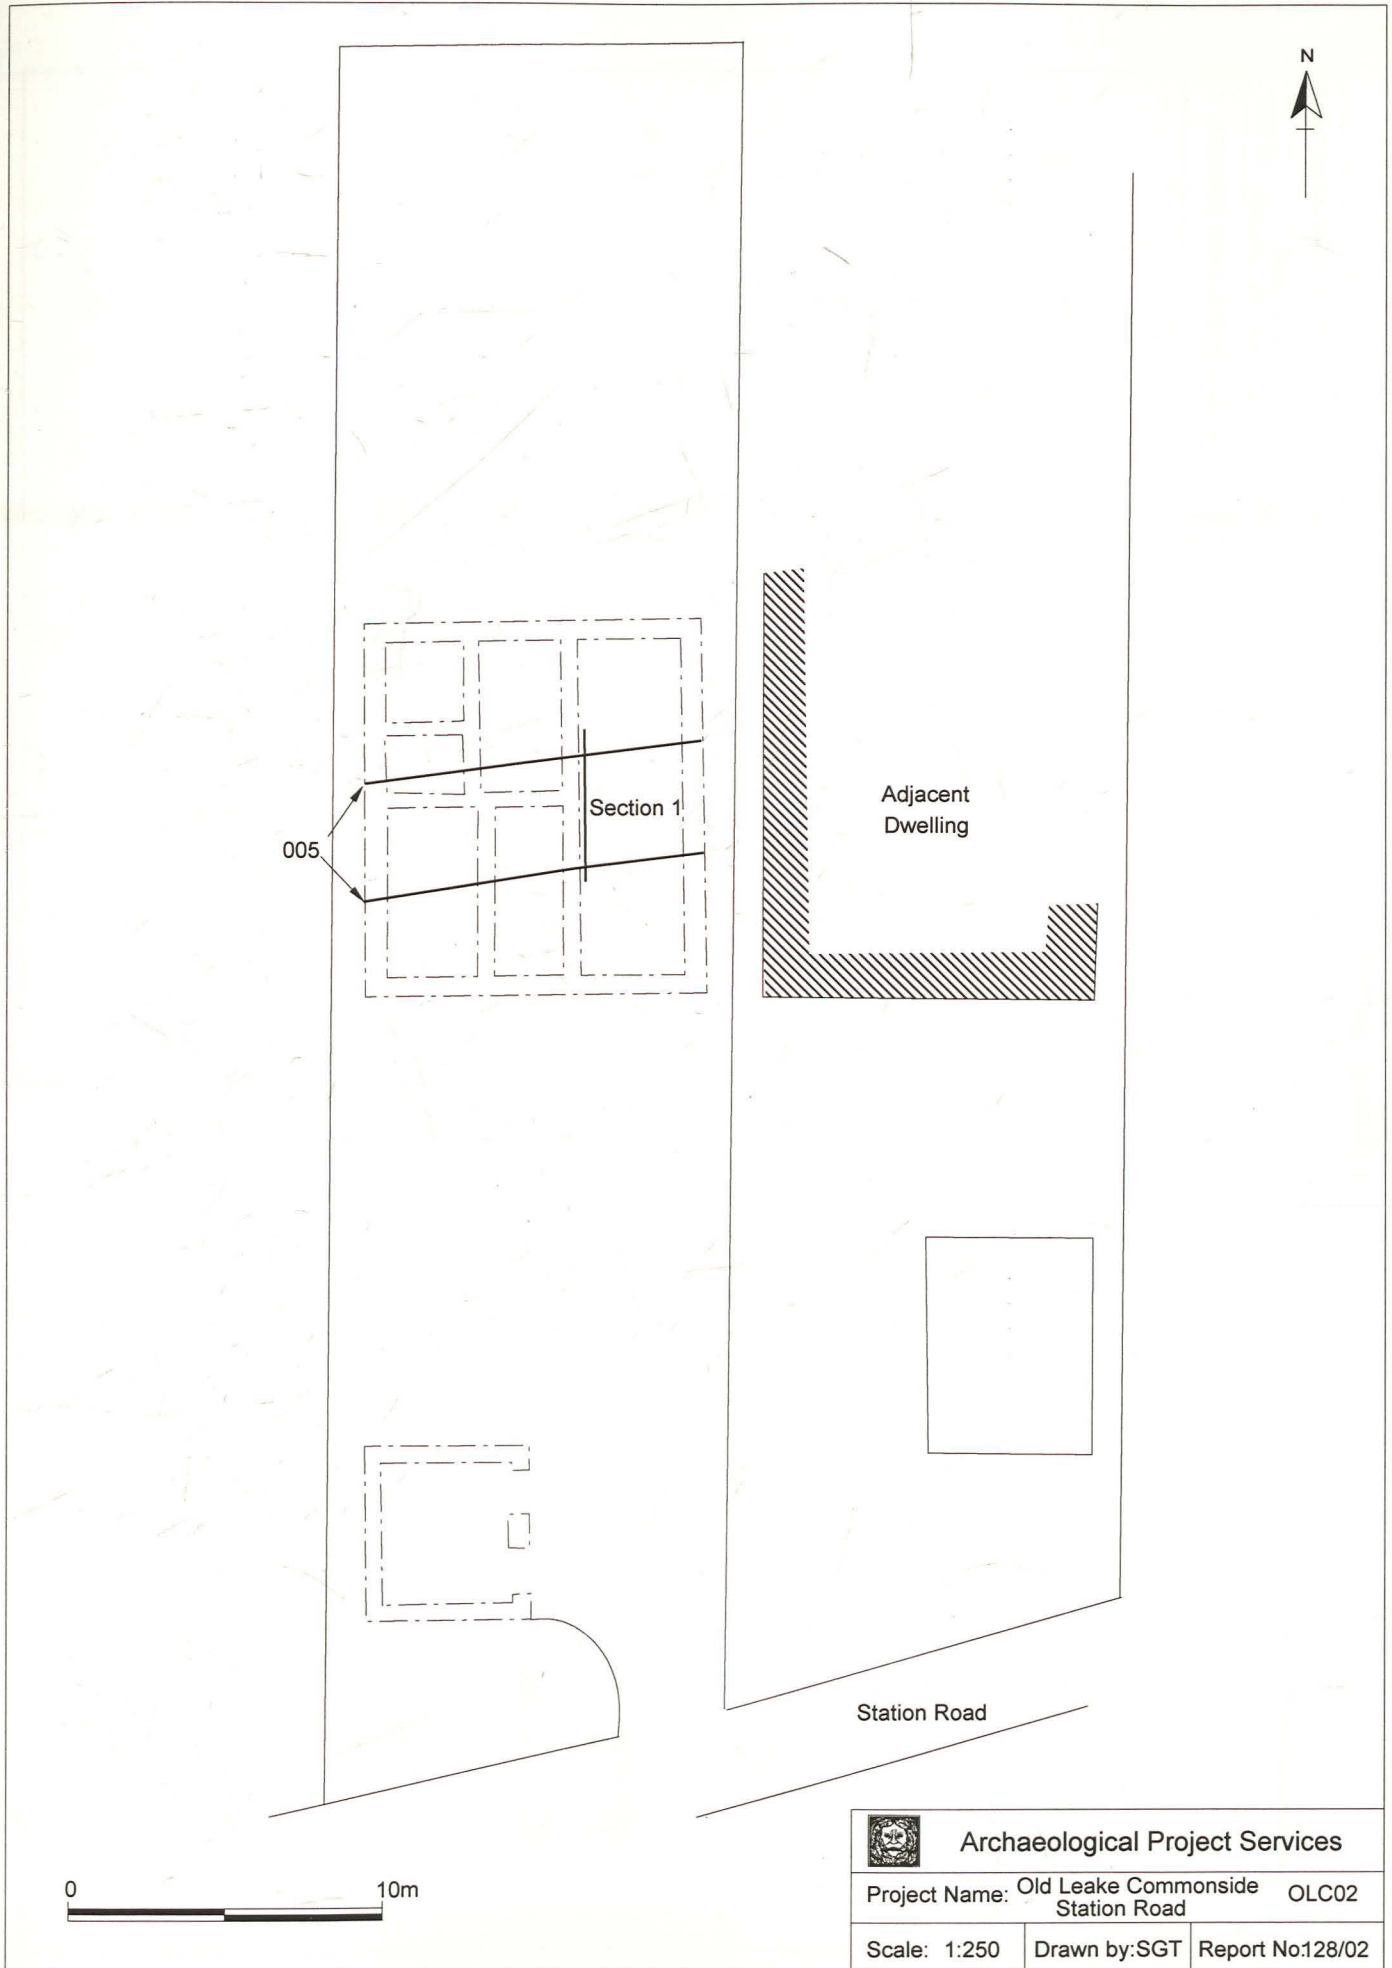 N
Adjacent
Dwelling
Section 1
005
Station Road
0 10m
Archaeological Project Services
Project Name: Old Leake Commonside
Station Road
OLC02
Scale: 1:250
Drawn by:SGT
Report No:128/02